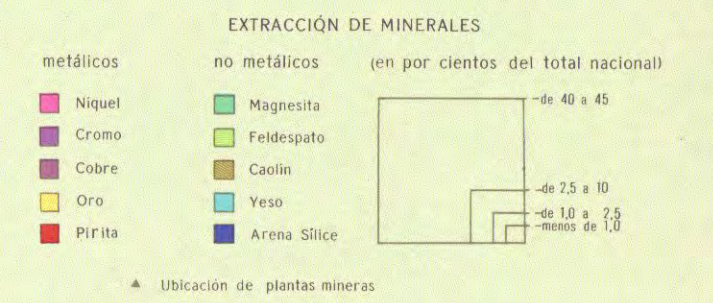 EXTRACCIÓN DE MINERALES
metálicos
Niquel
Cromo
Cobre
Oro
Pirita
no metálicos
Magnesita
Feldespato
Caolin
Yeso
Arena Sílice
(en por cientos del total nacional)
-de 40 a 45
-de 2,5 a 10
-de 1,0 a 2,5
-menos de 1,0
Ubicación de plantas mineras